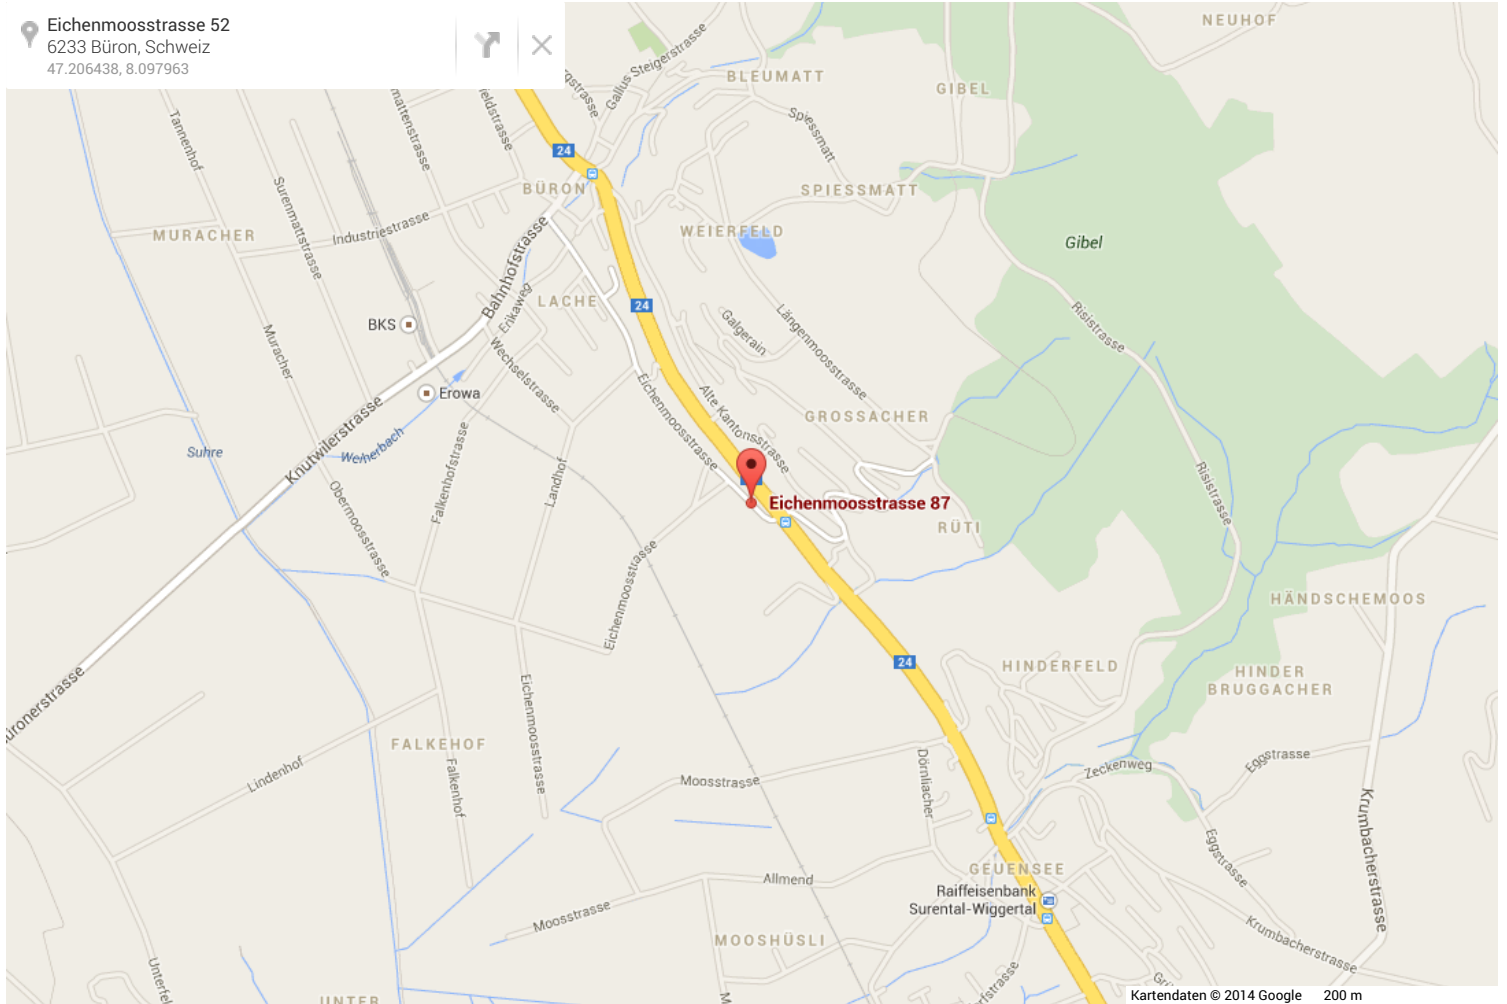 Eichenmoosstrasse 52
6233 Büron, Schweiz
47.206438, 8.097963
NEUHOF
Gallus Steigerstrasse
BLEUMATT
GIBEL
Tannenhof
Spiessmatt
24
BÜRON
SPIESSMATT
Surenmattstrasse
MURACHER
Industriestrasse
WEIERFELD
Gibel
Bahnhofstrasse
LACHE
24
Erikaweg
BKS
Galgerain
Längenmoosstrasse
Risistrasse
Muracher
Wechselstrasse
Erowa
Eichenmoosstrasse
Alte Kantonsstrasse
GROSSACHER
Knutwilerstrasse
Weiherbach
Suhre
Falkenhofstrasse
Landhof
Risistrasse
Obermoosstrasse
Eichenmoosstrasse 87
RÜTI
Eichenmoosstrasse
HÄNDSCHEMOOS
24
HINDERFELD
HINDER
BRUGGACHER
Eichenmoosstrasse
FALKEHOF
Lindenhof
Falkenhof
Moosstrasse
Dörnliacher
Zeckenweg
Eggstrasse
Krumbacherstrasse
Eggstrasse
GEUENSEE
Allmend
Raiffeisenbank
Surental-Wiggertal
Moosstrasse
MOOSHÜSLI
Krumbacherstrasse
UNTER
Kartendaten © 2014 Google
200 m